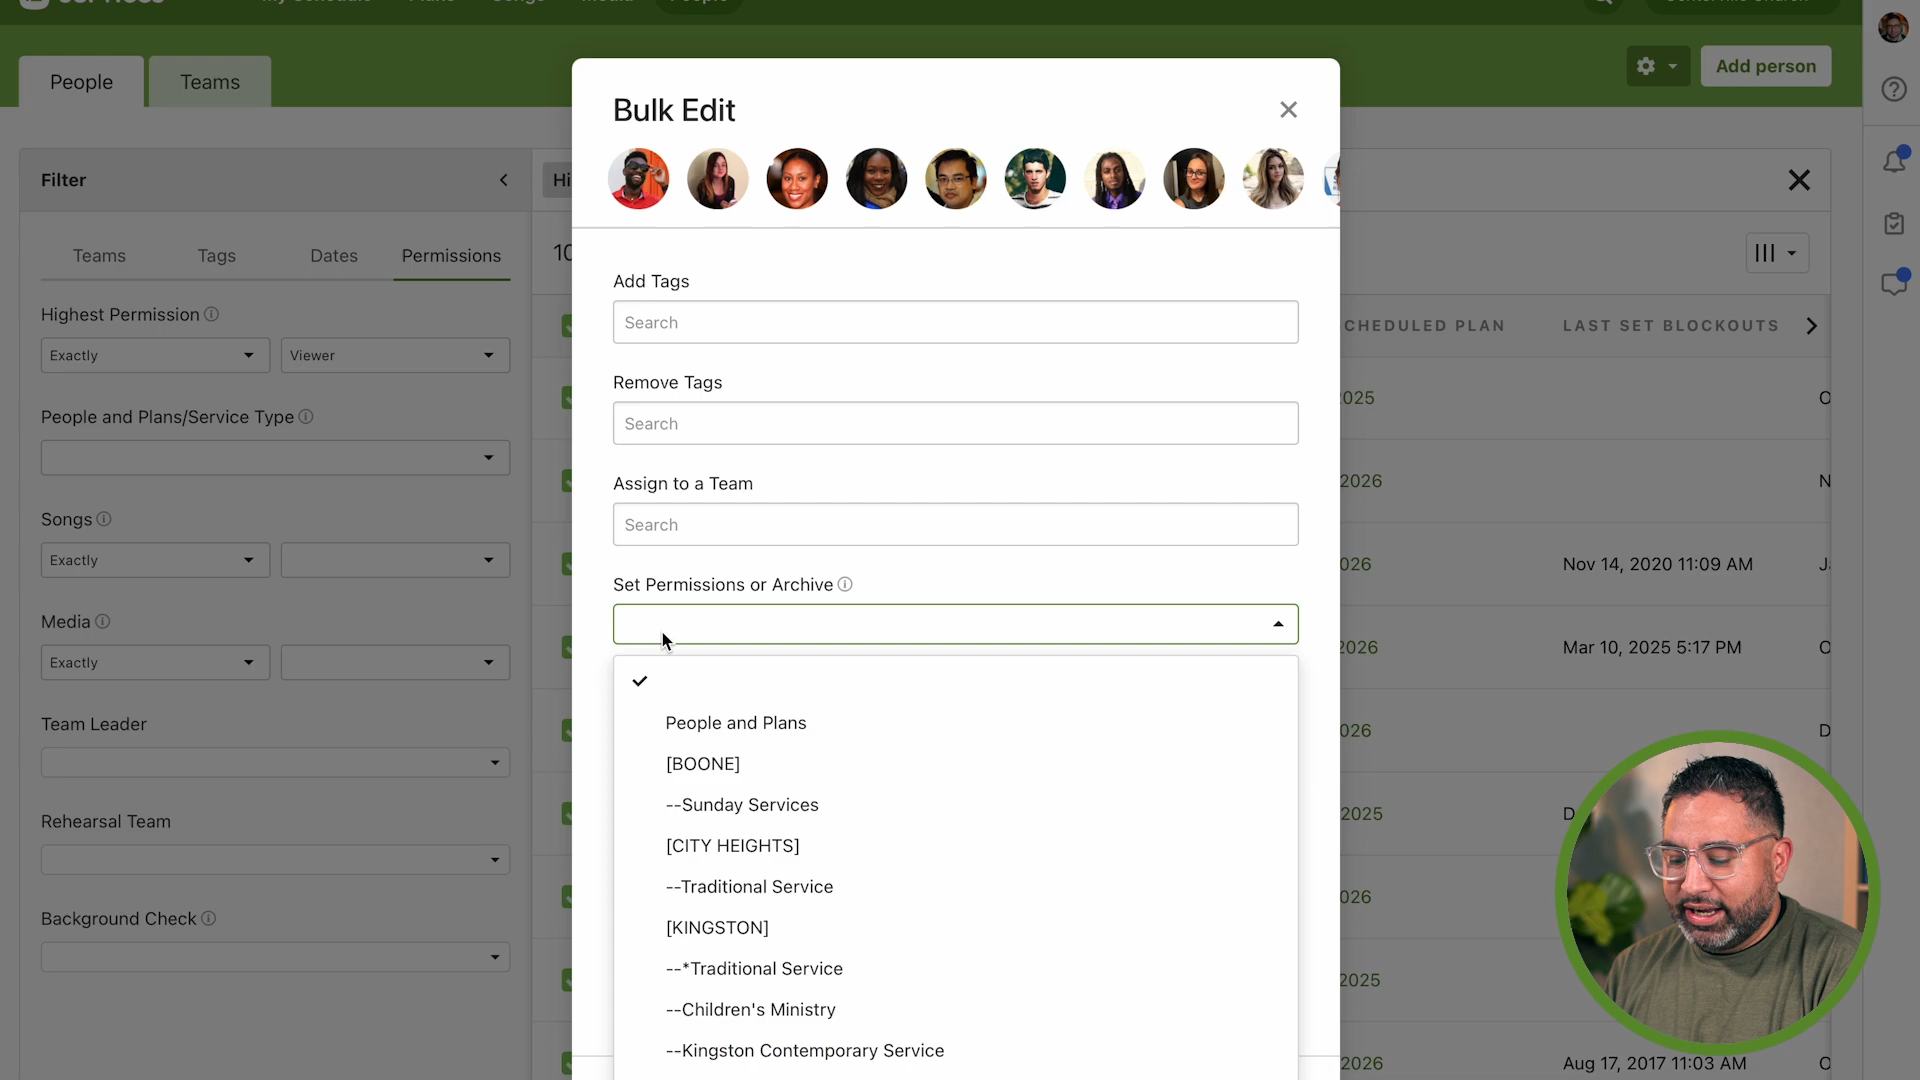 People
Teams
Add person
Bulk Edit
Filter
Hi
Teams
Tags
Dates
Permissions
10
Add Tags
Search
CHEDULED PLAN
LAST SET BLOCKOUTS
Highest Permission
Exactly
Viewer
Remove Tags
Search
025
O
People and Plans/Service Type
Assign to a Team
Search
2026
N
Songs
Exactly
Set Permissions or Archive
026
Nov 14, 2020 11:09 AM
Media
Exactly
2026
Mar 10, 2025 5:17 PM
O
People and Plans
[BOONE]
--Sunday Services
[CITY HEIGHTS]
--Traditional Service
[KINGSTON]
--*Traditional Service
--Children's Ministry
--Kingston Contemporary Service
Team Leader
026
D
Rehearsal Team
2025
D
Background Check
026
2025
2026
Aug 17, 2017 11:03 AM
O